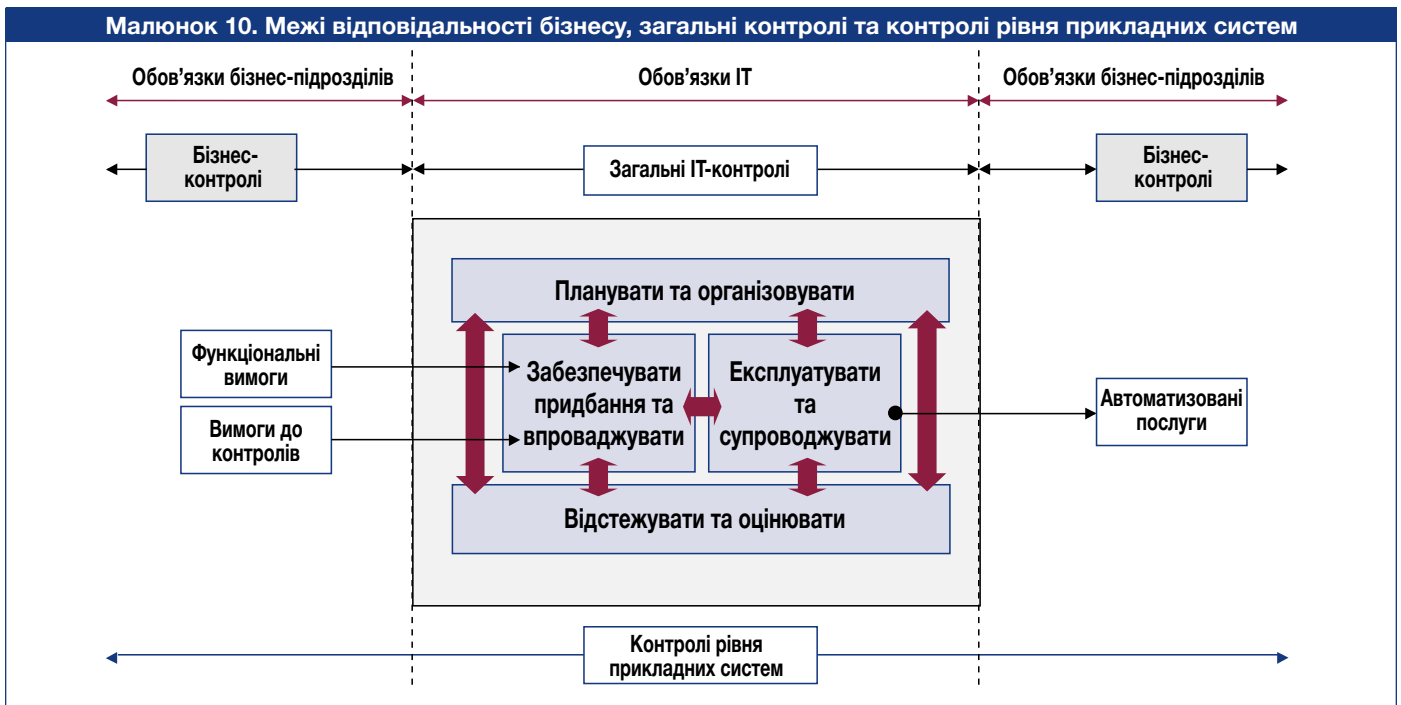 Малюнок 10. Межі відповідальності бізнесу, загальні контролі та контролі рівня прикладних систем
Обов’язки бізнес-підрозділів
Обов’язки ІТ
Обов’язки бізнес-підрозділів
Бізнес-
контролі
Загальні ІТ-контролі
Бізнес-
контролі
Планувати та організовувати
Функціональні
вимоги
Вимоги до
контролів
Забезпечувати
придбання та
впроваджувати
Експлуатувати
та
супроводжувати
Автоматизовані
послуги
Відстежувати та оцінювати
Контролі рівня
прикладних систем